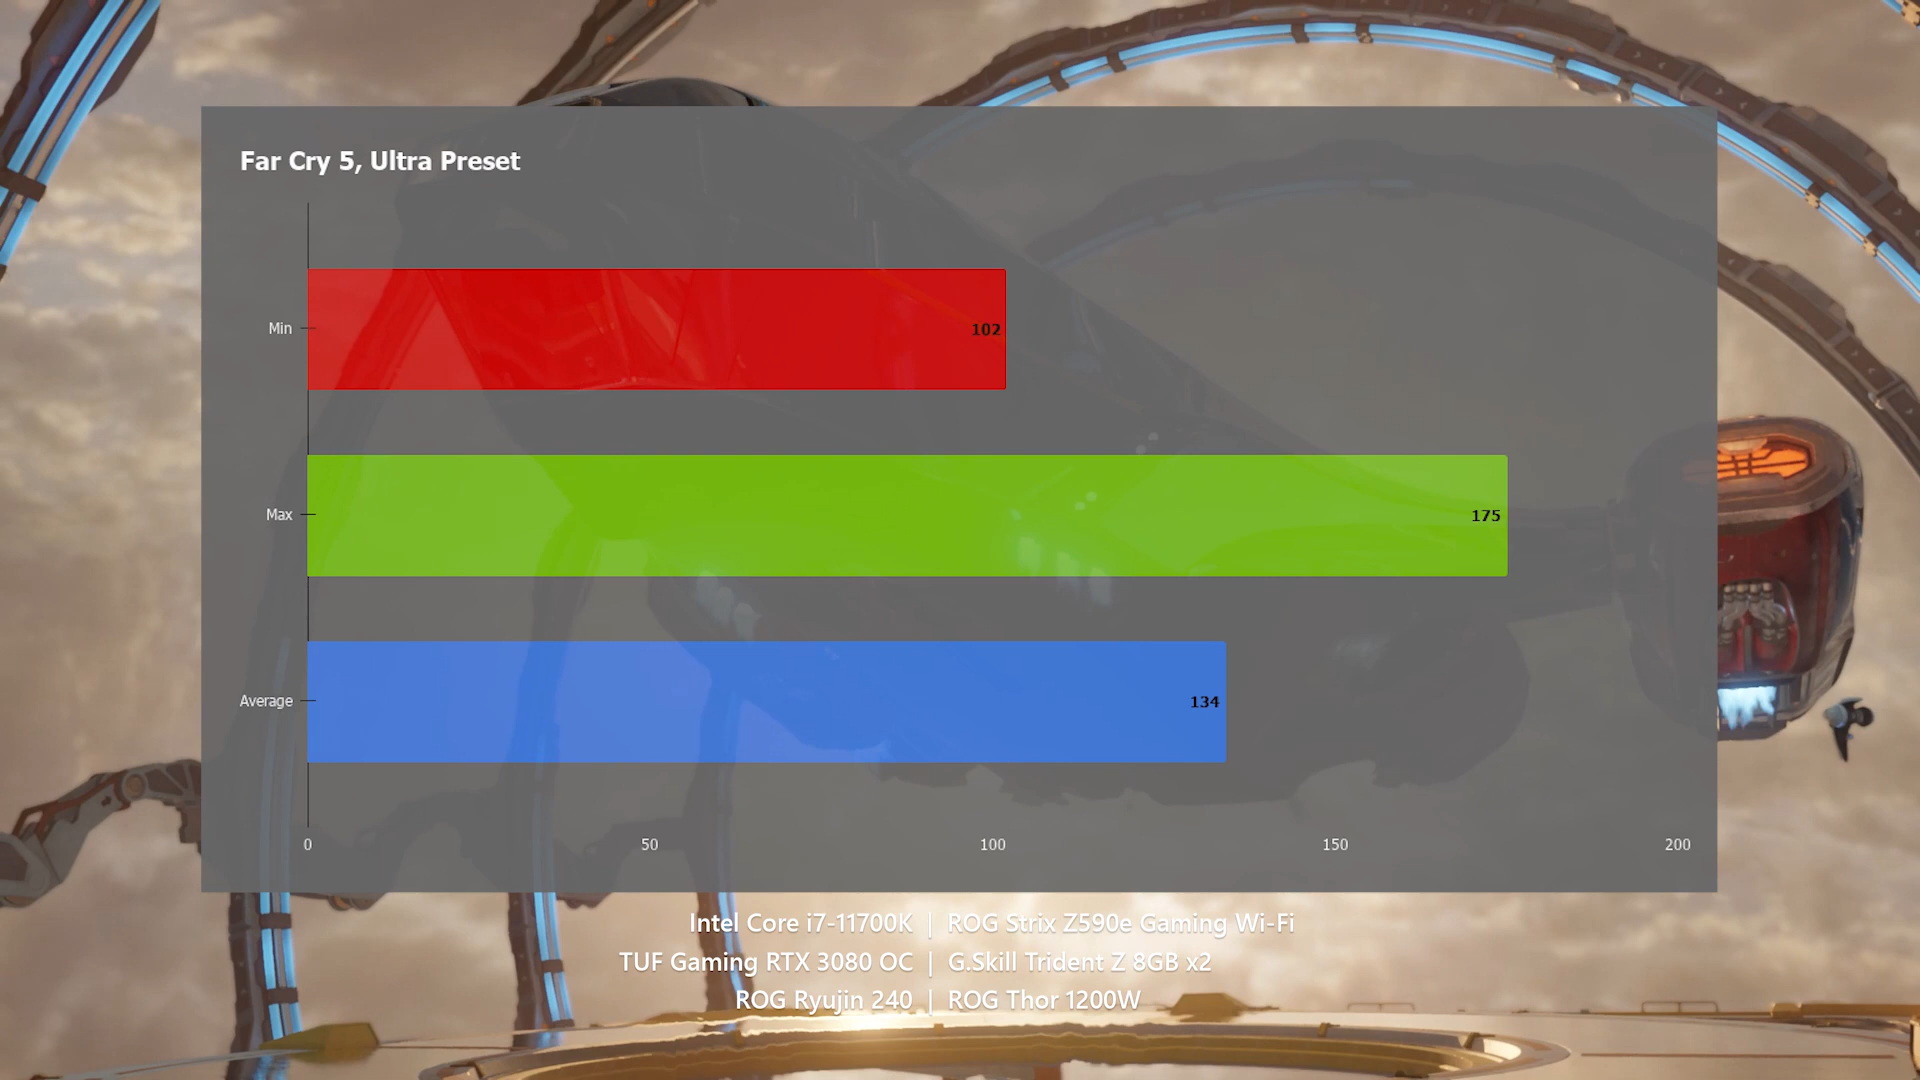 Far Cry 5, Ultra Preset
Min
102
Max
175
Average
134
0 50 100 150 200
Intel Core i7-11700K | ROG Strix Z590e Gaming Wi-Fi
TUF Gaming RTX 3080 OC | G.Skill Trident Z 8GB x2
ROG Ryujin 240 | ROG Thor 1200W